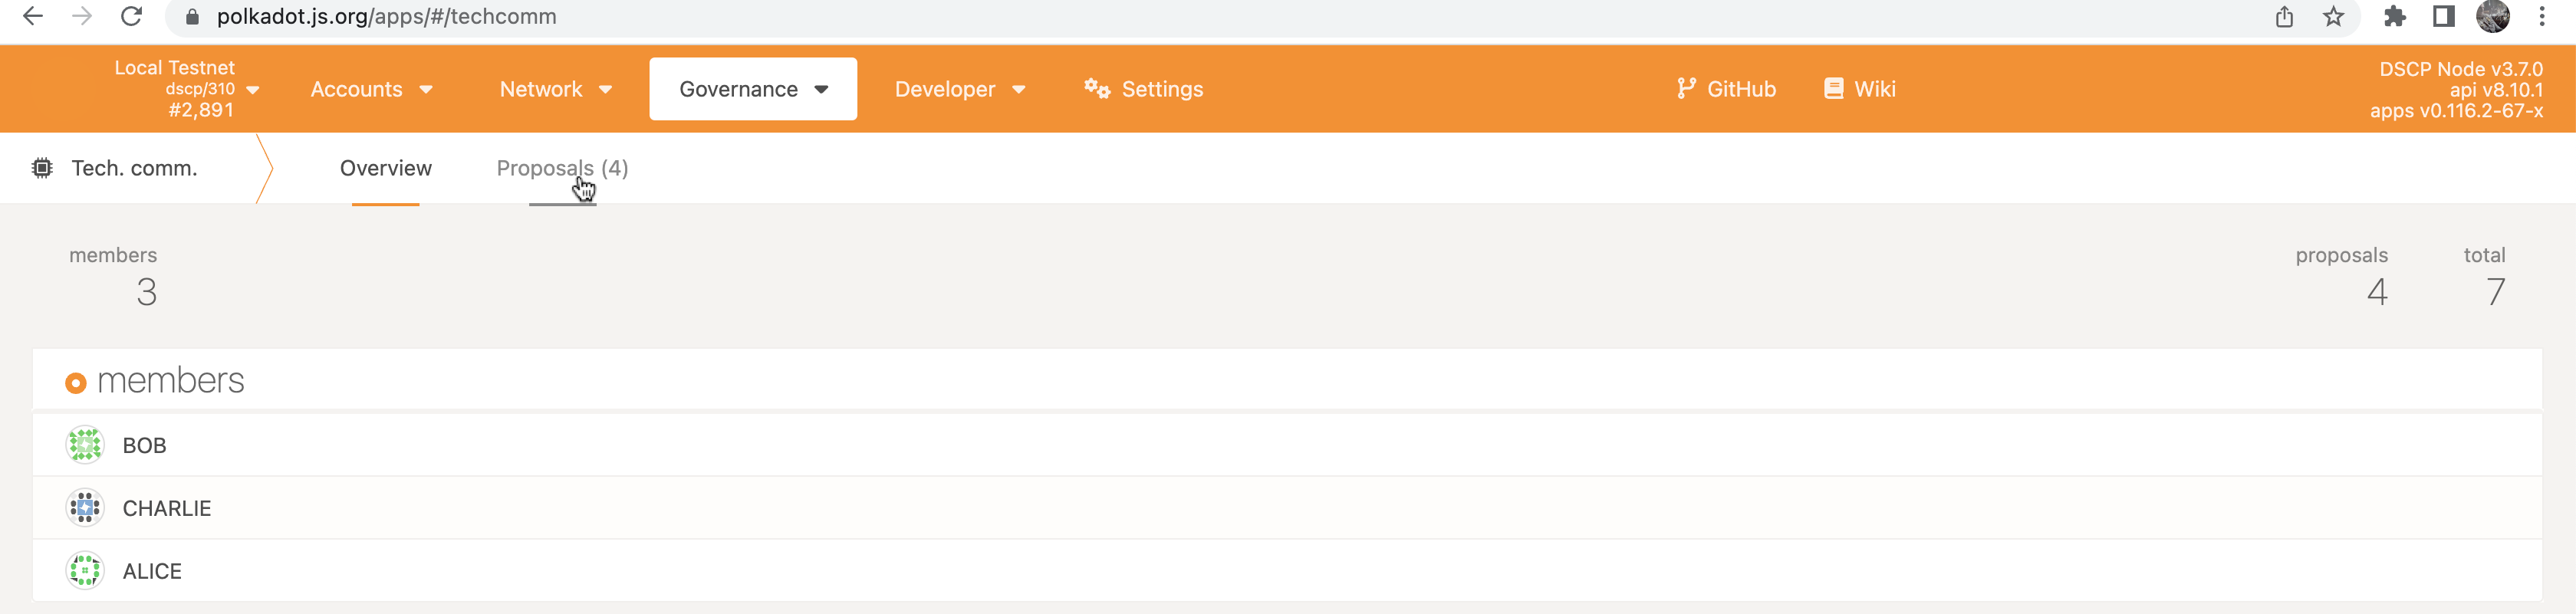 polkadot.js.org/apps/#/techcomm
Local Testnet
dscp/310
#2,891
Accounts
Network
Governance
Developer
Settings
GitHub
Wiki
DSCP Node v3.7.0
api v8.10.1
apps v0.116.2-67-x
Tech. comm.
Overview
Proposals (4)
members
3
proposals
4
total
7
members
BOB
CHARLIE
ALICE